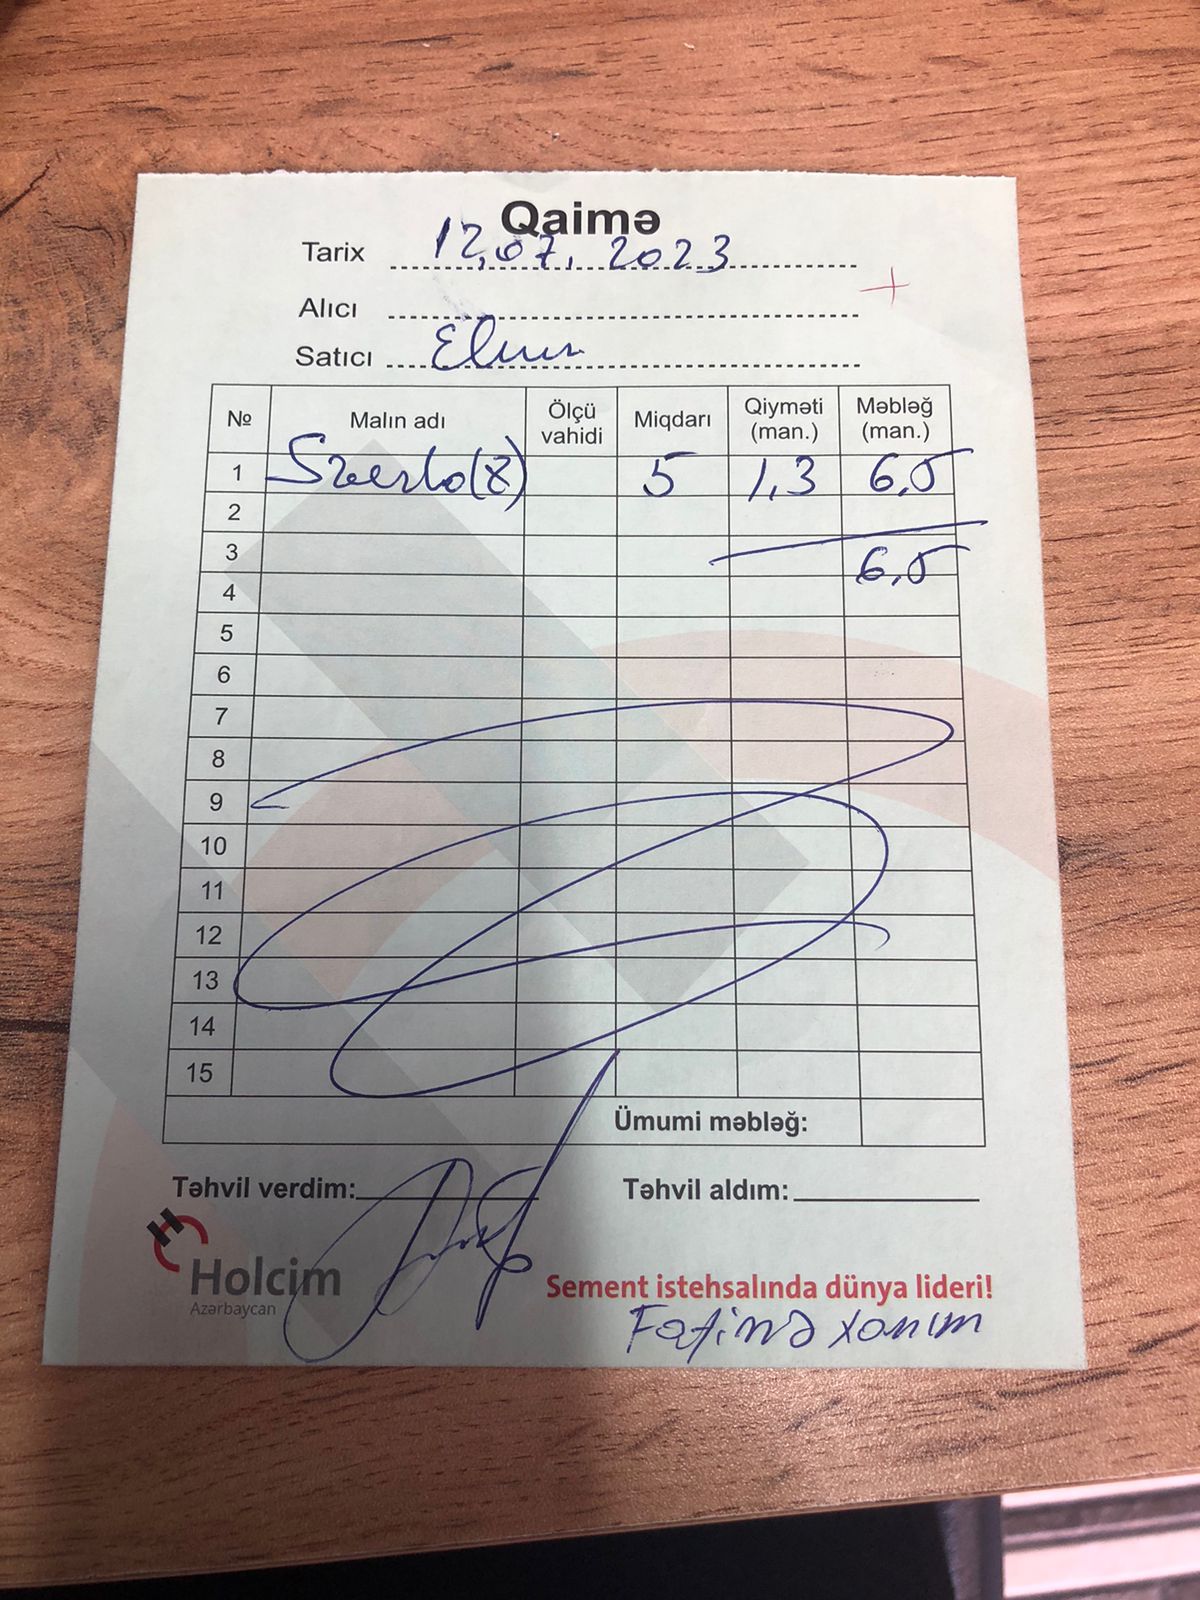 Qaimə
Tarix 12.07.2023
Alıcı
Satıcı
№ Malın adı Ölçü vahidi Miqdarı Qiyməti (man.) Məbləğ (man.)
1 5 1,3 6,5
2
3 6,5
4
5
6
7
8
9
10
11
12
13
14
15
Ümumi məbləğ:
Təhvil verdim: Təhvil aldım:
Holcim
Azərbaycan
Sement istehsalında dünya lideri!
Fatimə xanım